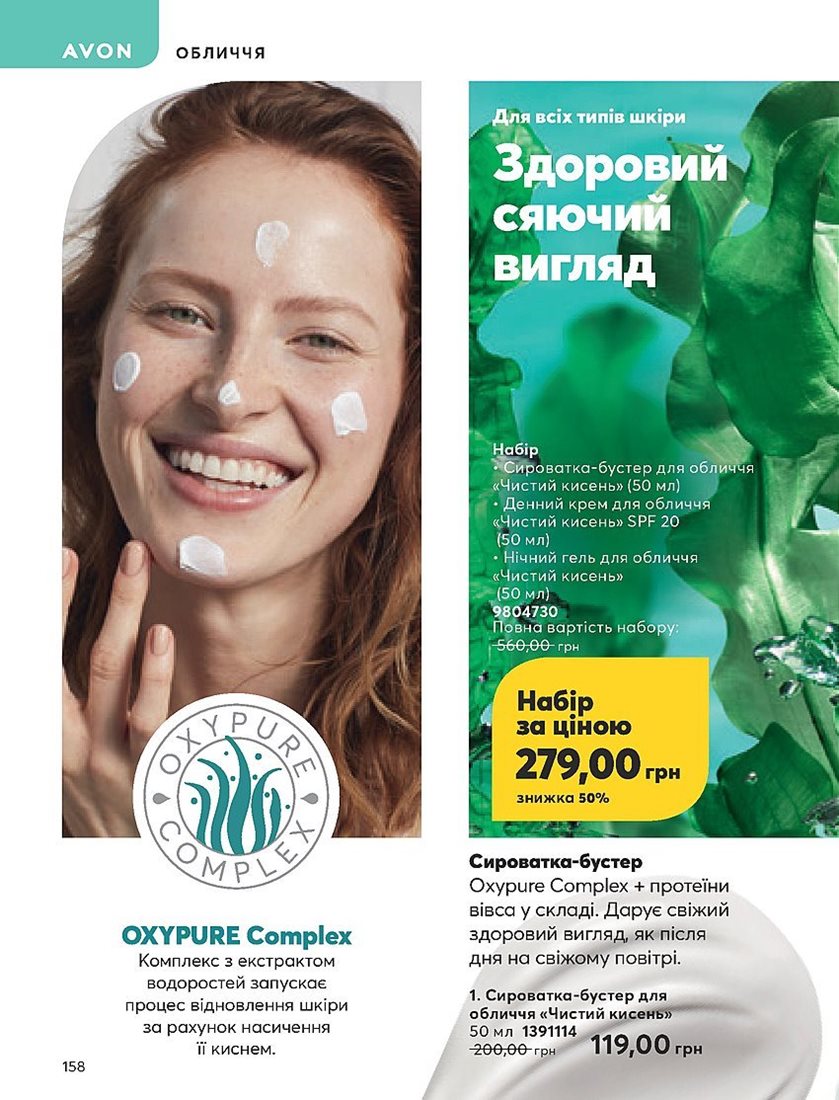 AVON
ОБЛИЧЧЯ
Для всіх типів шкіри
Здоровий
сяючий
вигляд
Набір
• Сироватка-бустер для обличчя
«Чистий кисень» (50 мл)
• Денний крем для обличчя
«Чистий кисень» SPF 20
(50 мл)
• Нічний гель для обличчя
«Чистий кисень»
(50 мл)
9804730
Повна вартість набору:
560,00 грн
Набір
за ціною
279,00 грн
знижка 50%
OXYPURE COMPLEX
OXYPURE Complex
Комплекс з екстрактом
водоростей запускає
процес відновлення шкіри
за рахунок насичення
її киснем.
Сироватка-бустер
Oxypure Complex + протеїни
вівса у складі. Дарує свіжий
здоровий вигляд, як після
дня на свіжому повітрі.
1. Сироватка-бустер для
обличчя «Чистий кисень»
50 мл 1391114
200,00 грн 119,00 грн
158